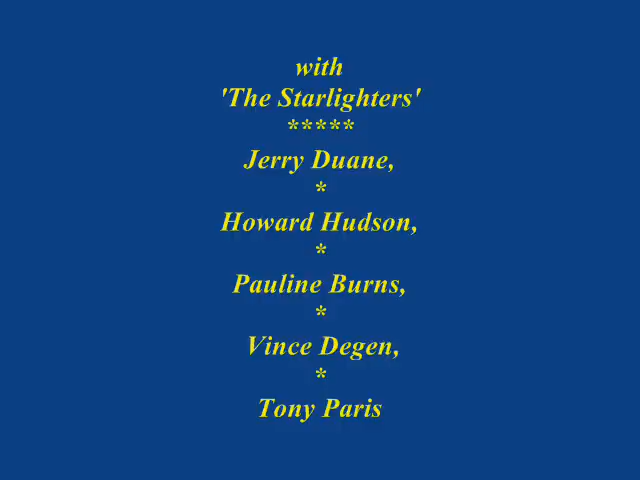 with
'The Starlighters'
*****
Jerry Duane,
*
Howard Hudson,
*
Pauline Burns,
*
Vince Degen,
*
Tony Paris